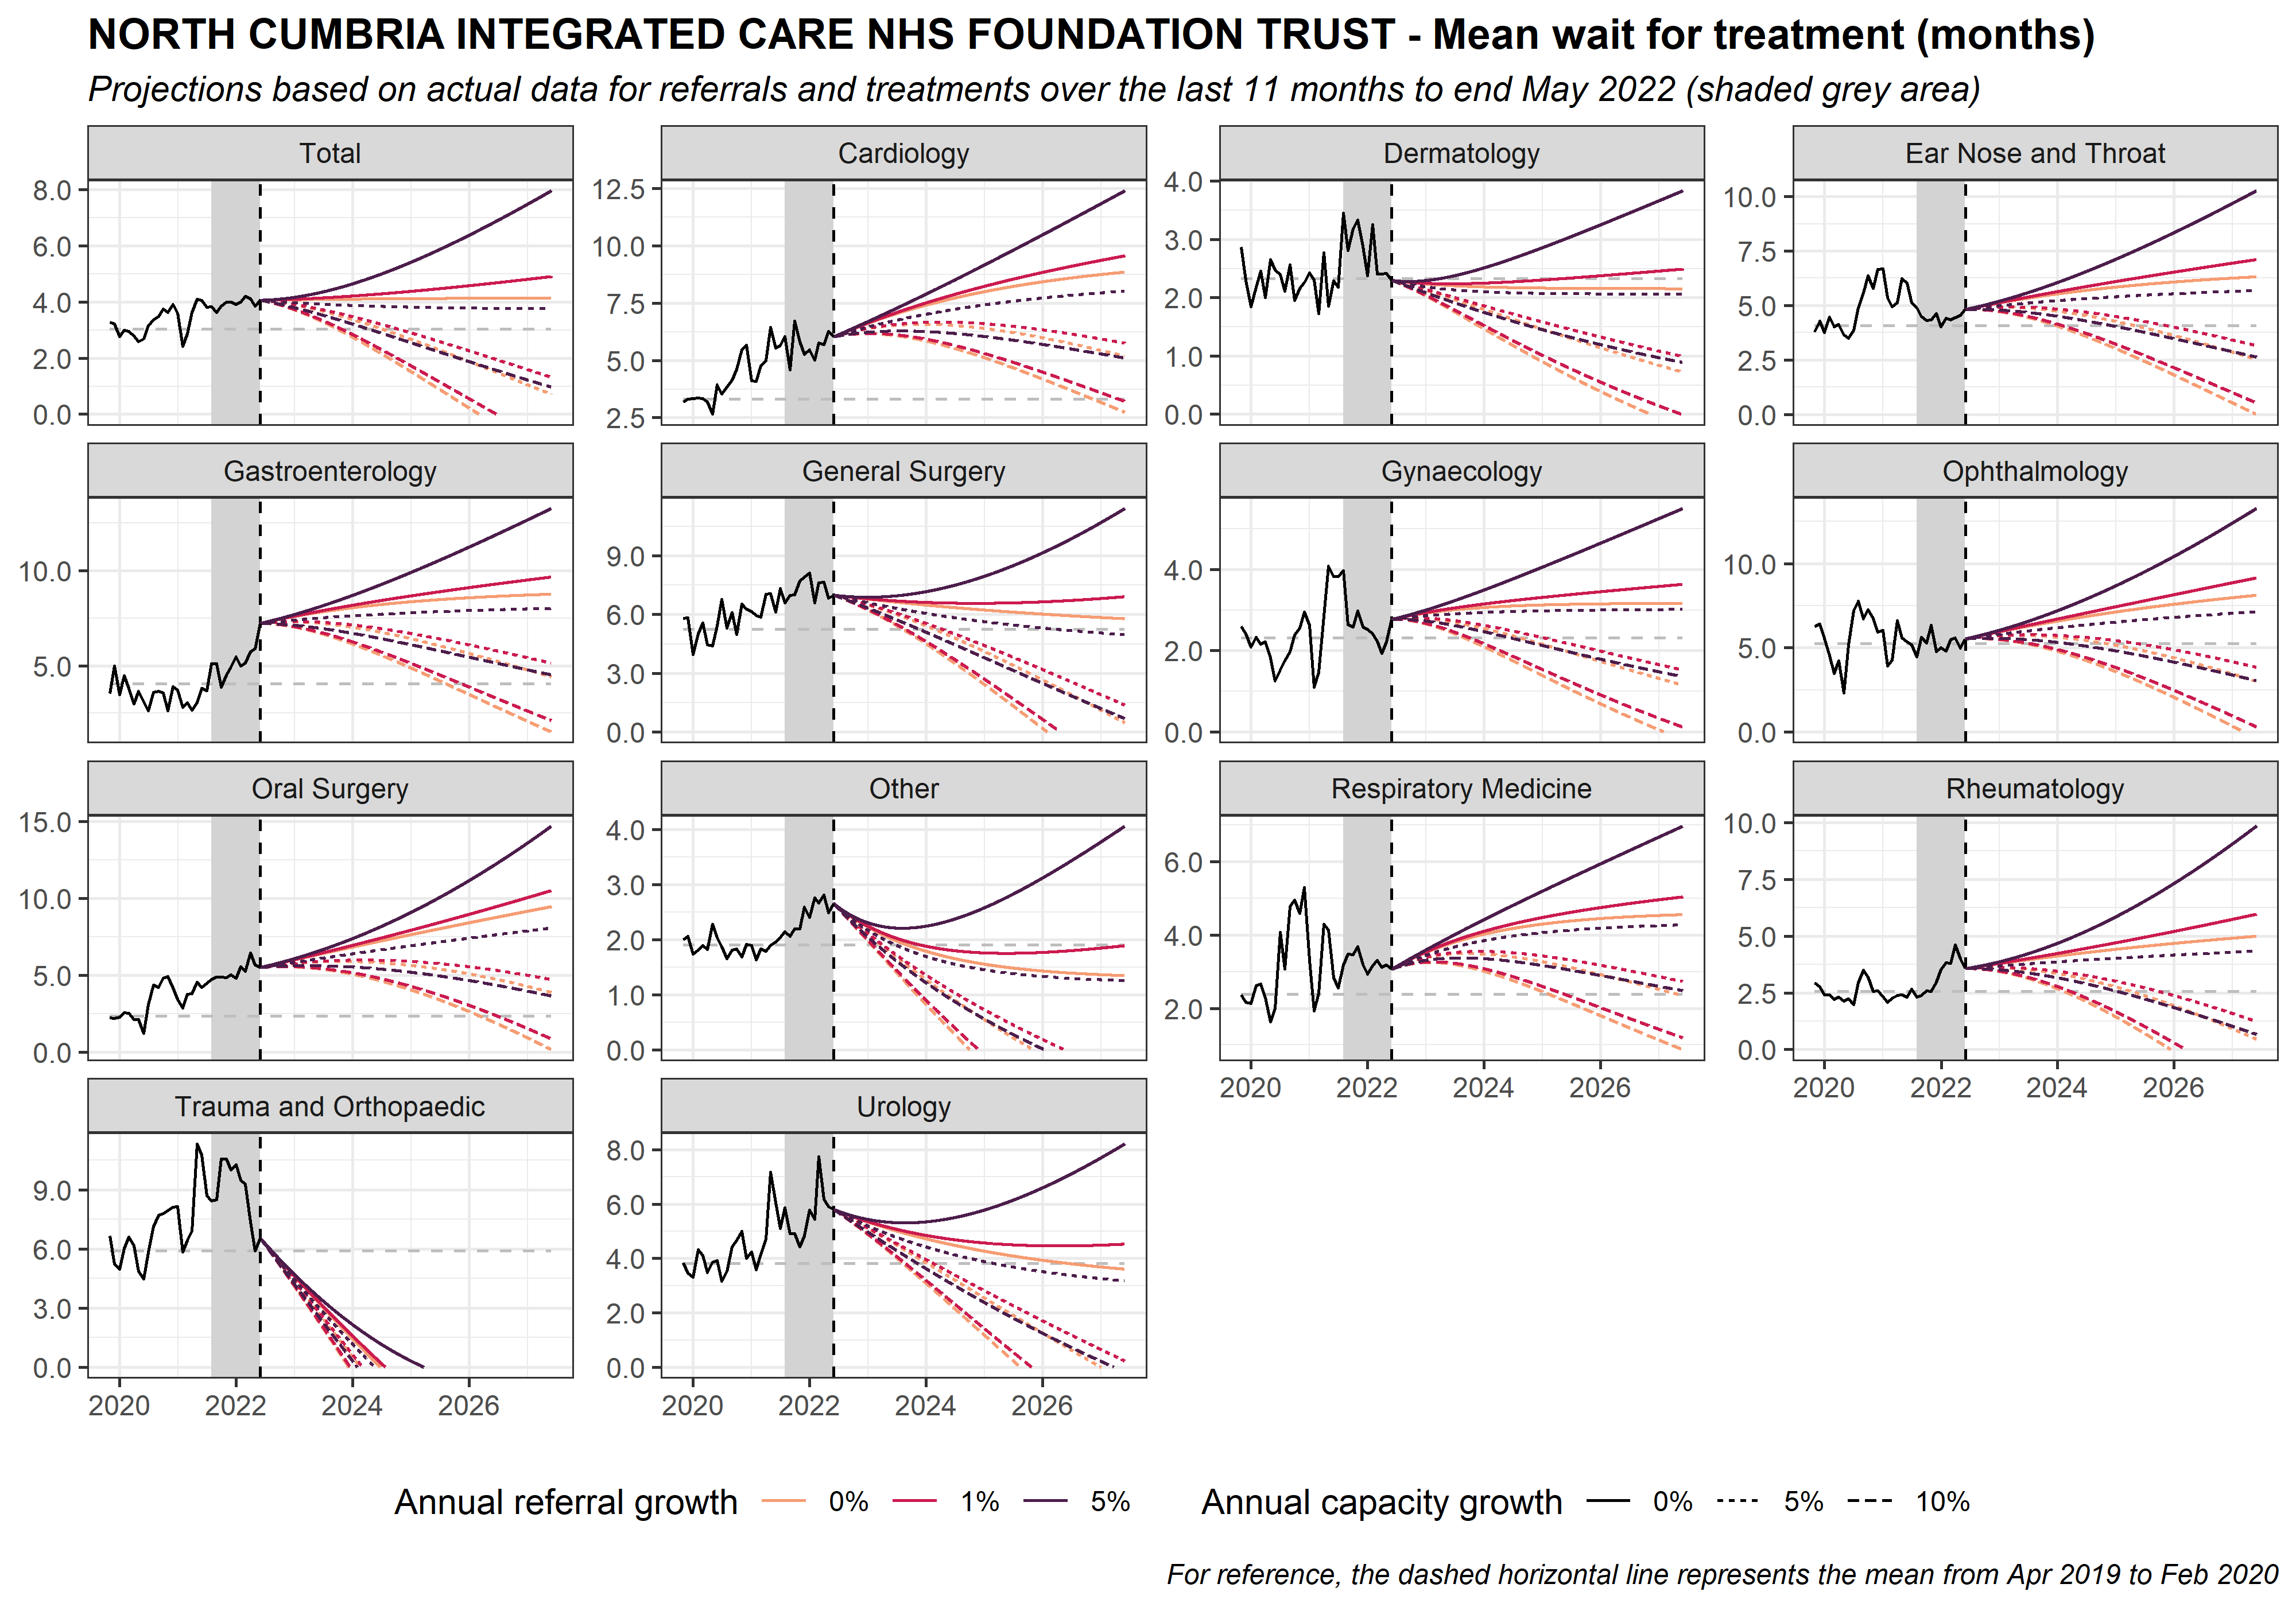 NORTH CUMBRIA INTEGRATED CARE NHS FOUNDATION TRUST - Mean wait for treatment (months)
Projections based on actual data for referrals and treatments over the last 11 months to end May 2022 (shaded grey area)
Total
8.0
6.0
4.0
2.0
0.0
Cardiology
12.5
10.0
7.5
5.0
2.5
Dermatology
4.0
3.0
2.0
1.0
0.0
Ear Nose and Throat
10.0
7.5
5.0
2.5
0.0
Gastroenterology
10.0
5.0
General Surgery
9.0
6.0
3.0
0.0
Gynaecology
4.0
2.0
0.0
Ophthalmology
10.0
5.0
0.0
Oral Surgery
15.0
10.0
5.0
0.0
Other
4.0
3.0
2.0
1.0
0.0
Respiratory Medicine
6.0
4.0
2.0
2020 2022 2024 2026
Rheumatology
10.0
7.5
5.0
2.5
0.0
2020 2022 2024 2026
Trauma and Orthopaedic
9.0
6.0
3.0
0.0
2020 2022 2024 2026
Urology
8.0
6.0
4.0
2.0
0.0
2020 2022 2024 2026
Annual referral growth 0% 1% 5% Annual capacity growth 0% 5% 10%
For reference, the dashed horizontal line represents the mean from Apr 2019 to Feb 2020